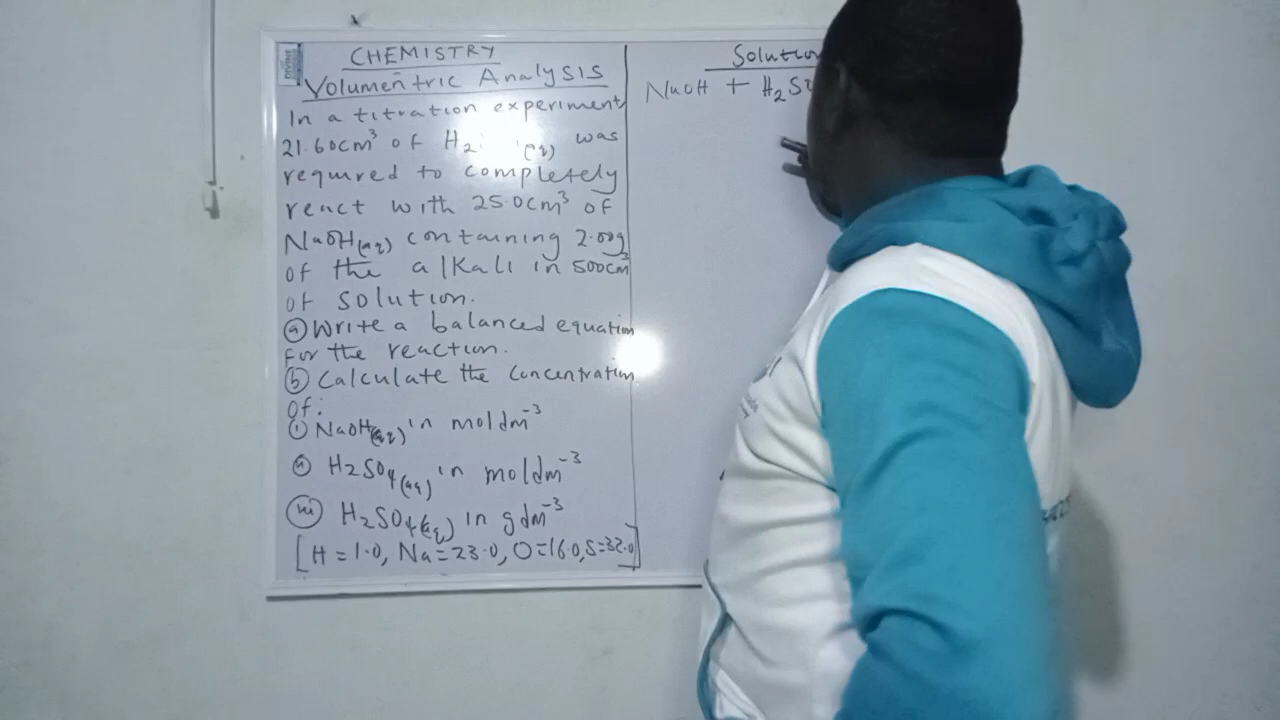 CHEMISTRY
Volumentric Analysis
In a titration experiment
21.60cm³ of H₂ (aq) was
required to completely
react with 25.0cm³ of
NaOH(aq) containing 2.00g
of the alkali in 500cm³
of solution.
(a) Write a balanced equation
for the reaction.
(b) Calculate the concentration
of:
(i) NaOH(aq) in moldm⁻³
(ii) H₂SO₄(aq) in moldm⁻³
(iii) H₂SO₄(aq) in gdm⁻³
[H = 1.0, Na = 23.0, O = 16.0, S = 32.0]
Solution
NaOH + H₂SO
DIVINE